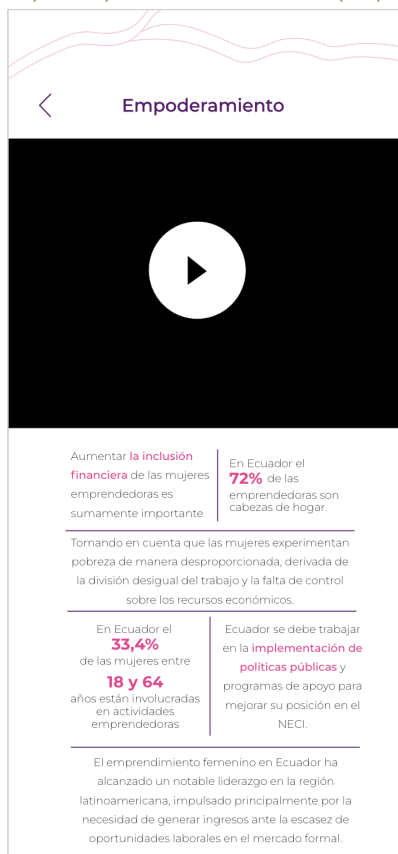 Empoderamiento
Aumentar la inclusión
financiera de las mujeres
emprendedoras es
sumamente importante
En Ecuador el
72% de las
emprendedoras son
cabezas de hogar.
Tomando en cuenta que las mujeres experimentan
pobreza de manera desproporcionada, derivada de
la división desigual del trabajo y la falta de control
sobre los recursos económicos.
En Ecuador el
33,4%
de las mujeres entre
18 y 64
años están involucradas
en actividades
emprendedoras
Ecuador se debe trabajar
en la implementación de
políticas públicas y
programas de apoyo para
mejorar su posición en el
NECI.
El emprendimiento femenino en Ecuador ha
alcanzado un notable liderazgo en la región
latinoamericana, impulsado principalmente por la
necesidad de generar ingresos ante la escasez de
oportunidades laborales en el mercado formal.